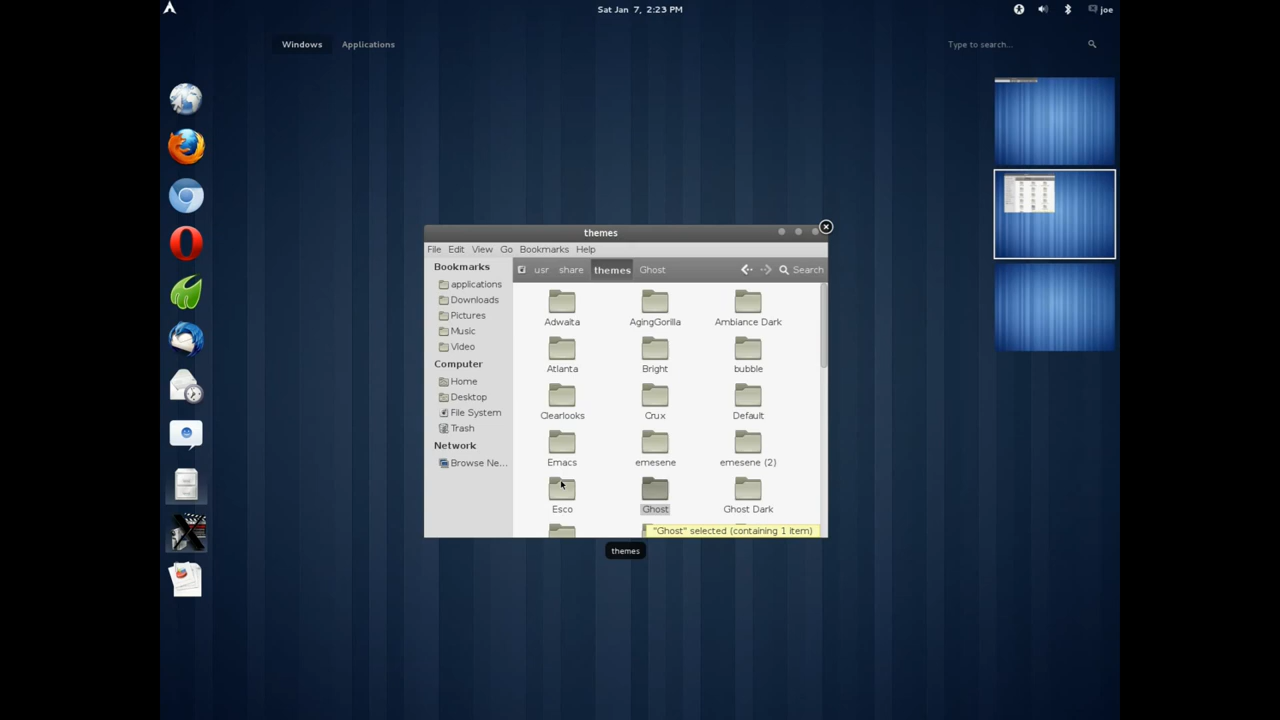 Sat Jan 7, 2:23 PM
joe
Windows Applications
Type to search...
themes
File Edit View Go Bookmarks Help
Bookmarks
applications
Downloads
Pictures
Music
Video
Computer
Home
Desktop
File System
Trash
Network
Browse Ne...
usr share themes Ghost Search
Adwaita AgingGorilla Ambiance Dark
Atlanta Bright bubble
Clearlooks Crux Default
Emacs emesene emesene (2)
Esco Ghost Ghost Dark
"Ghost" selected (containing 1 item)
themes